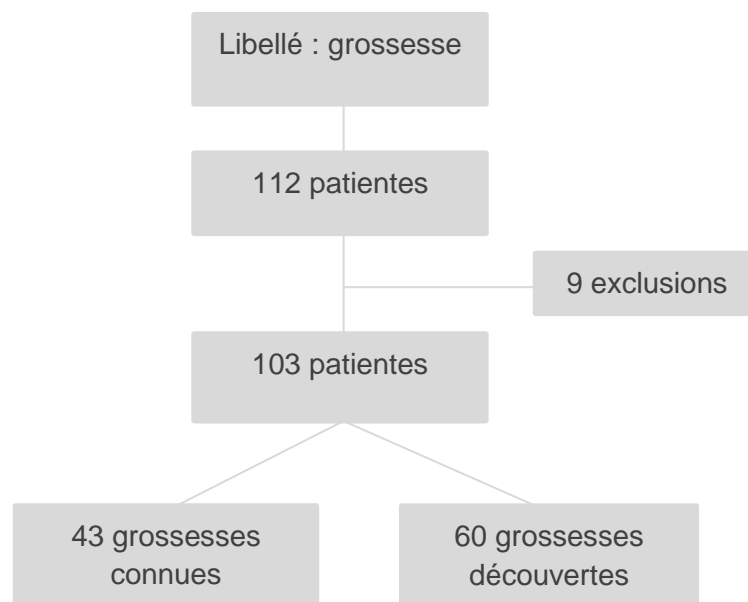 Libellé : grossesse
112 patientes
9 exclusions
103 patientes
43 grossesses
connues
60 grossesses
découvertes